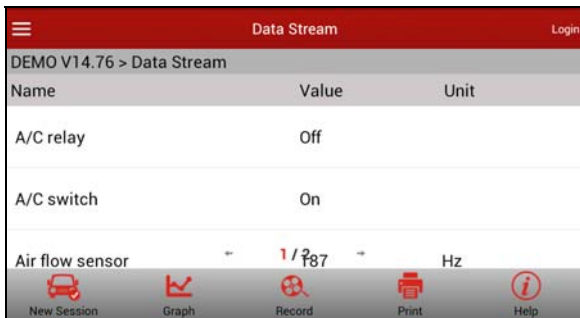 Data Stream Login
DEMO V14.76 > Data Stream
Name Value Unit
A/C relay Off
A/C switch On
Air flow sensor 187 Hz
1 / 2
New Session Graph Record Print Help